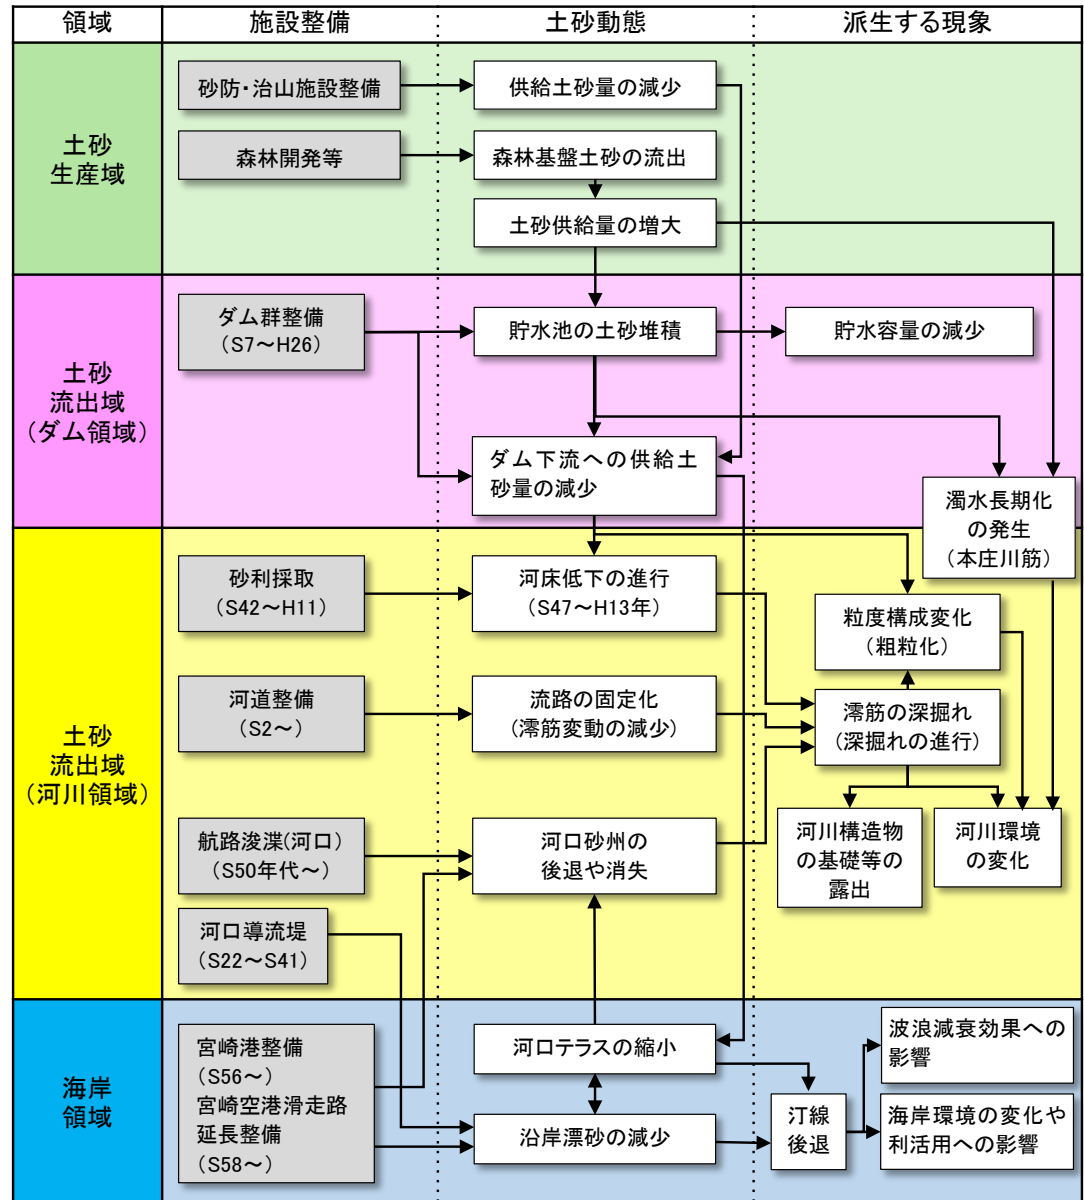 領域
施設整備
土砂動態
派生する現象
土砂
生産域
砂防・治山施設整備
供給土砂量の減少
森林開発等
森林基盤土砂の流出
土砂供給量の増大
土砂
流出域
(ダム領域)
ダム群整備
(S7～H26)
貯水池の土砂堆積
貯水容量の減少
ダム下流への供給土
砂量の減少
濁水長期化
の発生
(本庄川筋)
土砂
流出域
(河川領域)
砂利採取
(S42～H11)
河床低下の進行
(S47～H13年)
粒度構成変化
(粗粒化)
河道整備
(S2～)
流路の固定化
(澪筋変動の減少)
澪筋の深掘れ
(深掘れの進行)
航路浚渫(河口)
(S50年代～)
河口砂州の
後退や消失
河川構造物
の基礎等の
露出
河川環境
の変化
河口導流堤
(S22～S41)
海岸
領域
宮崎港整備
(S56～)
宮崎空港滑走路
延長整備
(S58～)
河口テラスの縮小
沿岸漂砂の減少
汀線
後退
波浪減衰効果への
影響
海岸環境の変化や
利活用への影響